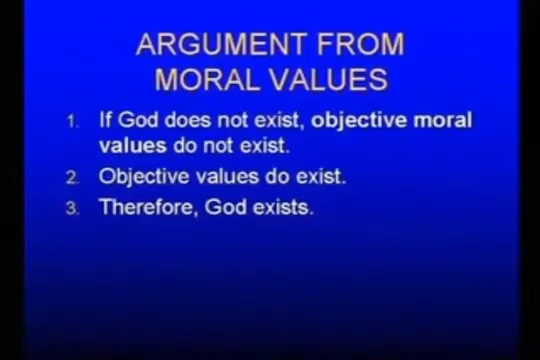 ARGUMENT FROM
MORAL VALUES
1. If God does not exist, objective moral
values do not exist.
2. Objective values do exist.
3. Therefore, God exists.